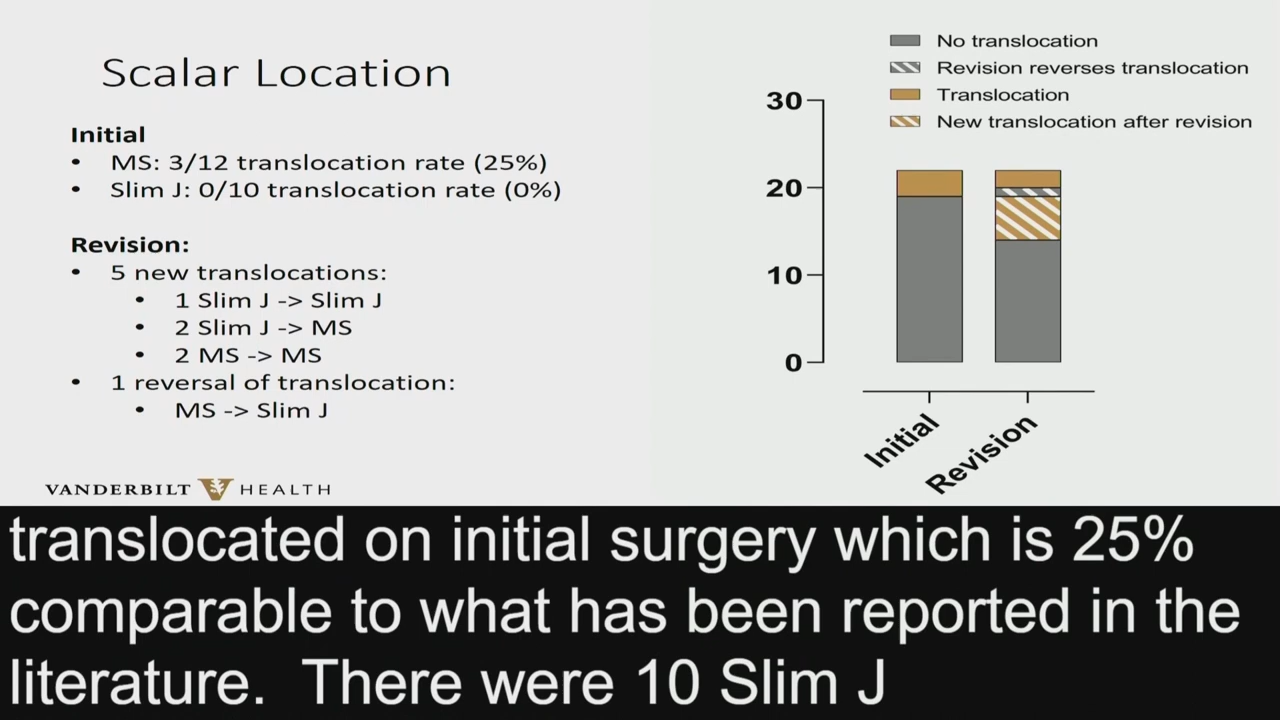 Scalar Location
Initial
• MS: 3/12 translocation rate (25%)
• Slim J: 0/10 translocation rate (0%)
Revision:
• 5 new translocations:
• 1 Slim J -> Slim J
• 2 Slim J -> MS
• 2 MS -> MS
• 1 reversal of translocation:
• MS -> Slim J
VANDERBILT V HEALTH
No translocation
Revision reverses translocation
Translocation
New translocation after revision
30
20
10
0
Initial
Revision
translocated on initial surgery which is 25%
comparable to what has been reported in the
literature. There were 10 Slim J